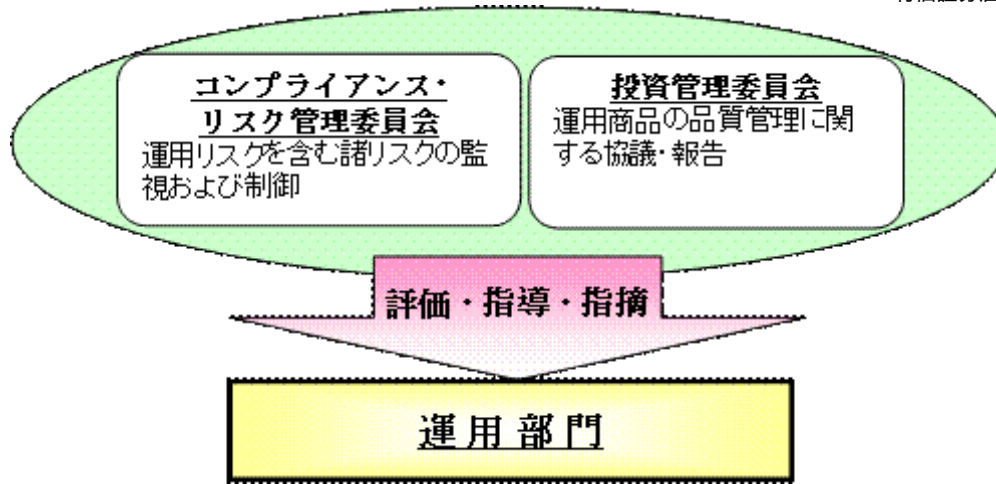 コンプライアンス・
リスク管理委員会
運用リスクを含む諸リスクの監
視および制御
投資管理委員会
運用商品の品質管理に関
する協議・報告
評価・指導・指摘
運用部門